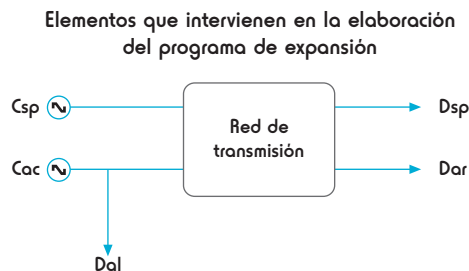 Elementos que intervienen en la elaboración
del programa de expansión
Csp
Dsp
Red de
transmisión
Cac
Dar
Dal